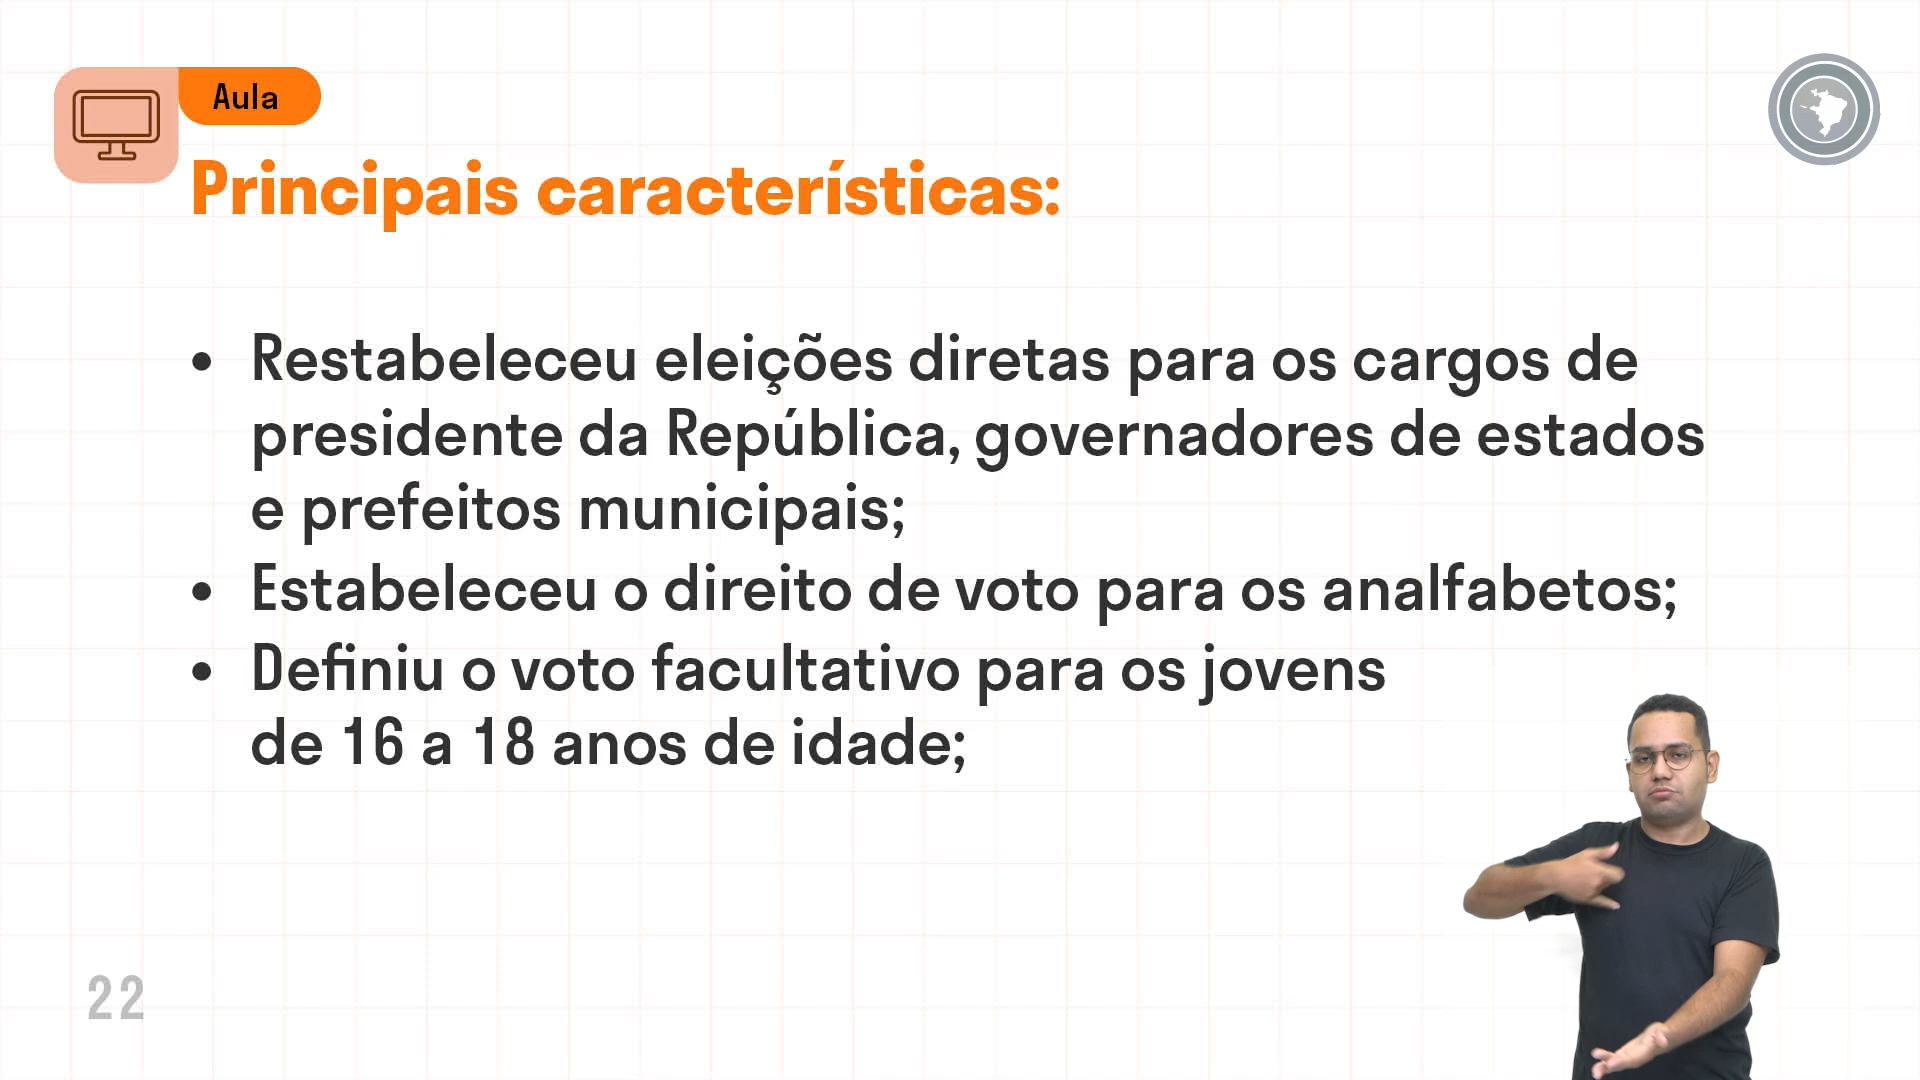 Aula
Principais características:
• Restabeleceu eleições diretas para os cargos de
presidente da República, governadores de estados
e prefeitos municipais;
• Estabeleceu o direito de voto para os analfabetos;
• Definiu o voto facultativo para os jovens
de 16 a 18 anos de idade;
22